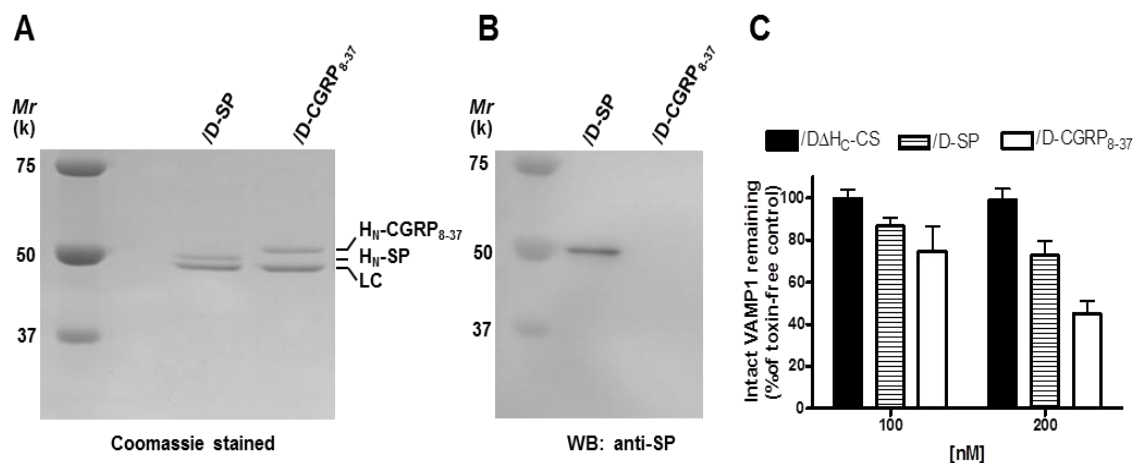 A
Mr
(k)
/D-SP
/D-CGRP8-37
75
50
37
HN-CGRP8-37
HN-SP
LC
Coomassie stained
B
Mr
(k)
/D-SP
/D-CGRP8-37
75
50
37
WB: anti-SP
C
/DΔHC-CS
/D-SP
/D-CGRP8-37
Intact VAMP1 remaining
(%of toxin-free control)
100
80
60
40
20
0
100
200
[nM]